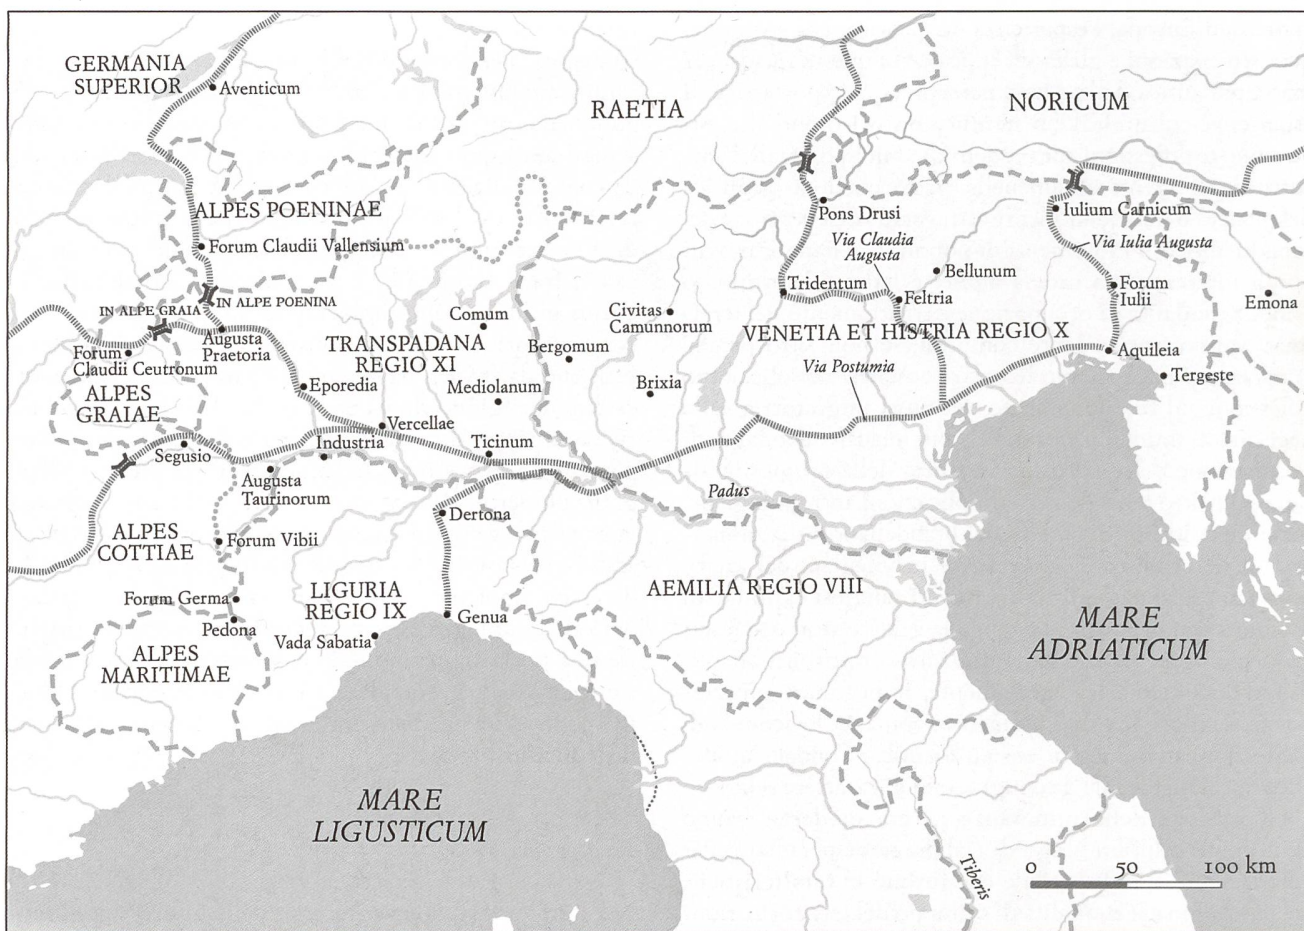 GERMANIA
SUPERIOR
Aventicum
RAETIA
NORICUM
ALPES POENINAE
Forum Claudii Vallensium
Pons Drusi
Iulium Carnicum
Via Claudia
Augusta
Via Iulia Augusta
Bellunum
Tridentum
Feltria
Forum
Iulii
Emona
IN ALPE POENINA
IN ALPE GRAIA
Forum
Claudii Ceutronum
Augusta
Praetoria
Comum
Civitas
Camunnorum
TRANSPADANA
REGIO XI
Bergomum
VENETIA ET HISTRIA REGIO X
Aquileia
Tergeste
Via Postumia
ALPES
GRAIAE
Eporedia
Mediolanum
Brixia
Vercellae
Industria
Ticinum
Segusio
Augusta
Taurinorum
Padus
Dertona
ALPES
COTTIAE
Forum Vibii
LIGURIA
REGIO IX
AEMILIA REGIO VIII
Forum Germa
Pedona
Vada Sabatia
Genua
ALPES
MARITIMAE
MARE
ADRIATICUM
MARE
LIGUSTICUM
Tiberis
0 50 100 km